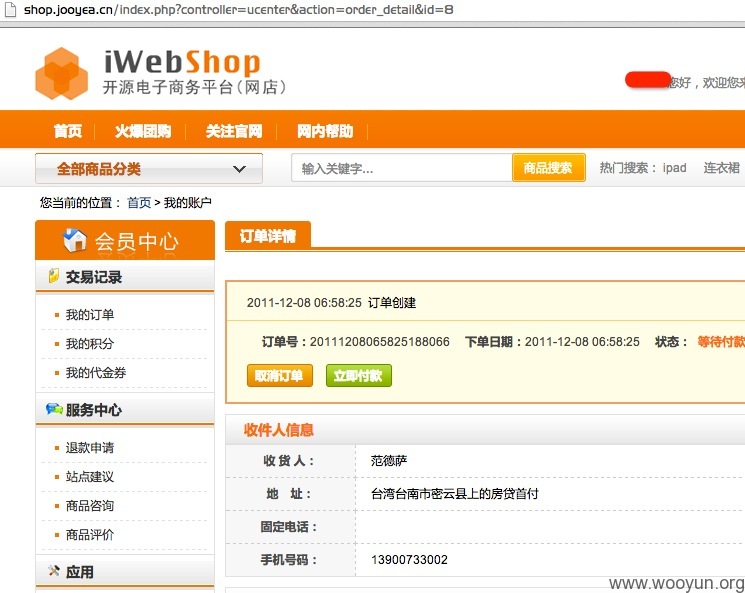 shop.jooyea.cn/index.php?controller=ucenter&action=order_detail&id=8
iWebShop
开源电子商务平台(网店)
您好，欢迎您来
首页 火爆团购 关注官网 网内帮助
全部商品分类 输入关键字... 商品搜索 热门搜索： ipad 连衣裙
您当前的位置： 首页 > 我的账户
会员中心
交易记录
我的订单
我的积分
我的代金券
服务中心
退款申请
站点建议
商品咨询
商品评价
应用
订单详情
2011-12-08 06:58:25 订单创建
订单号：20111208065825188066 下单日期：2011-12-08 06:58:25 状态： 等待付款
取消订单 立即付款
收件人信息
收 货 人： 范德萨
地 址： 台湾台南市密云县上的房贷首付
固定电话：
手机号码： 13900733002
www.wooyun.org